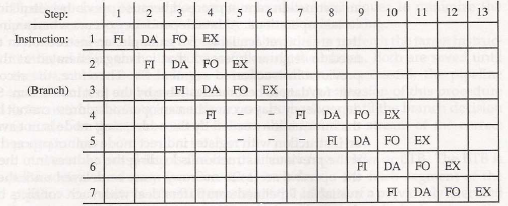 Step: 1 2 3 4 5 6 7 8 9 10 11 12 13
Instruction: 1 FI DA FO EX
2 FI DA FO EX
(Branch) 3 FI DA FO EX
4 FI – – FI DA FO EX
5 FI DA FO EX
6 FI DA FO EX
7 FI DA FO EX